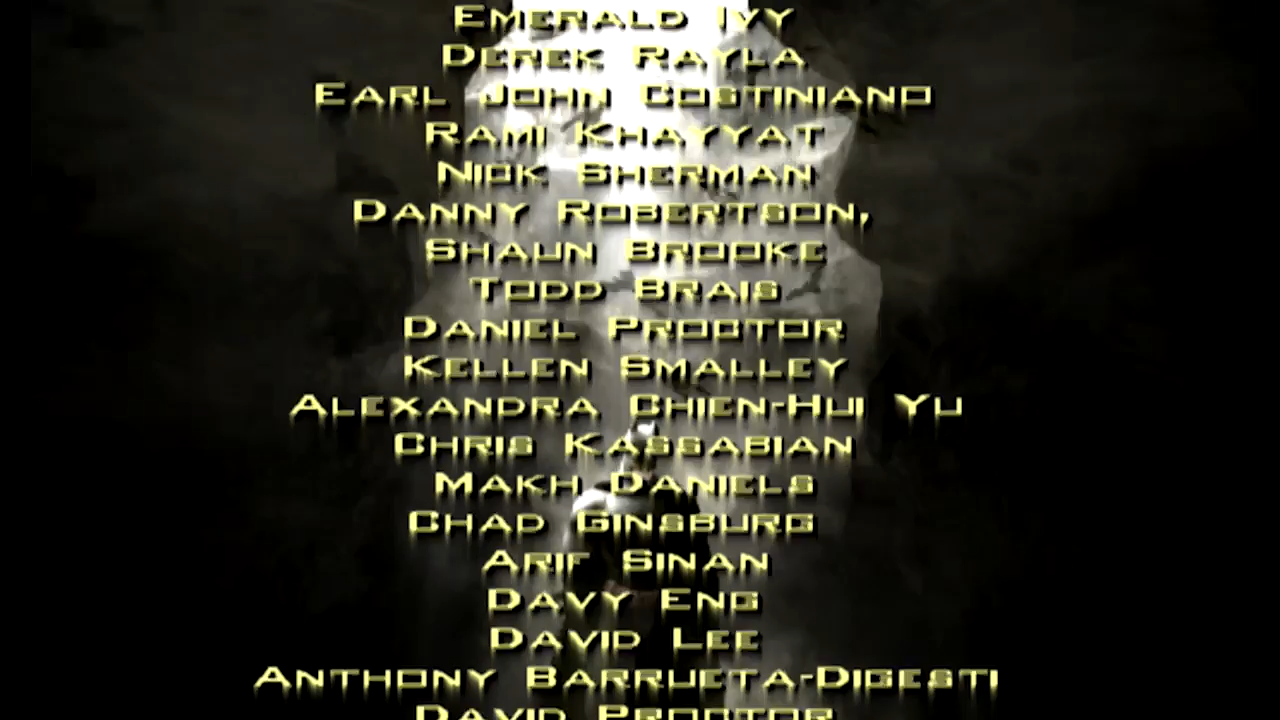 Emerald Ivy
Derek Rayla
Earl John Costiniano
Rami Khayyat
Nick Sherman
Danny Robertson,
Shaun Brooke
Todd Brais
Daniel Proctor
Kellen Smalley
Alexandra Chien-Hui Yu
Chris Kassabian
Makh Daniels
Chad Ginsburg
Arif Sinan
Davy Eng
David Lee
Anthony Barrueta-Digesti
David Proctor